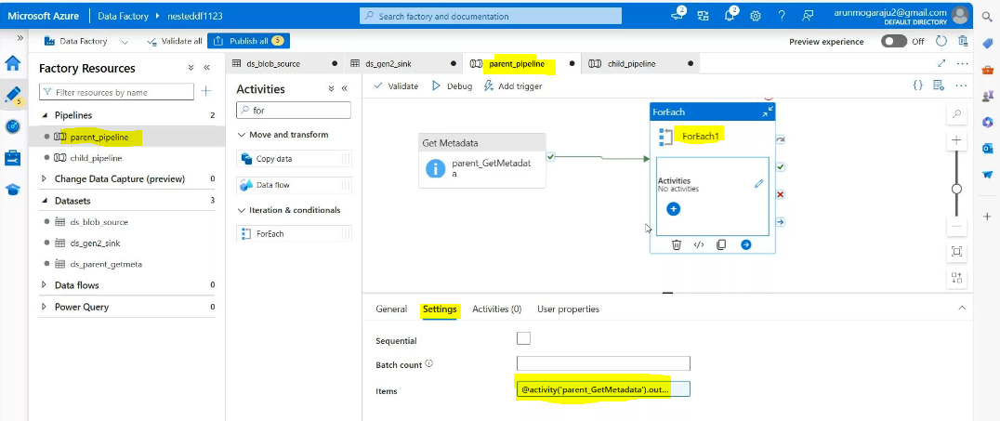 Microsoft Azure Data Factory nesteddf1123 Search factory and documentation 2 2 arunmogaraju2@gmail.com
DEFAULT DIRECTORY
Data Factory Validate all Publish all 5 Preview experience Off
Factory Resources
Filter resources by name
Pipelines 2
parent_pipeline
child_pipeline
Change Data Capture (preview) 0
Datasets 3
ds_blob_source
ds_gen2_sink
ds_parent_getmeta
Data flows 0
Power Query 0
5
ds_blob_source ds_gen2_sink parent_pipeline child_pipeline
Activities
for
Move and transform
Copy data
Data flow
Iteration & conditionals
ForEach
Validate Debug Add trigger
Get Metadata
parent_GetMetadat
a
ForEach
ForEach1
Activities
No activities
General Settings Activities (0) User properties
Sequential
Batch count
Items @activity('parent_GetMetadata').out...